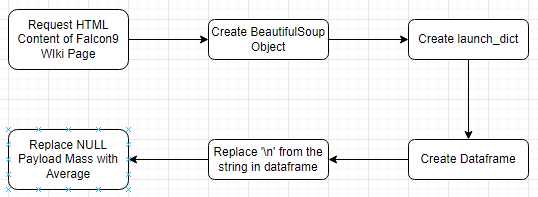 Request HTML
Content of Falcon9
Wiki Page
Create BeautifulSoup
Object
Create launch_dict
Replace NULL
Payload Mass with
Average
Replace '\n' from the
string in dataframe
Create Dataframe